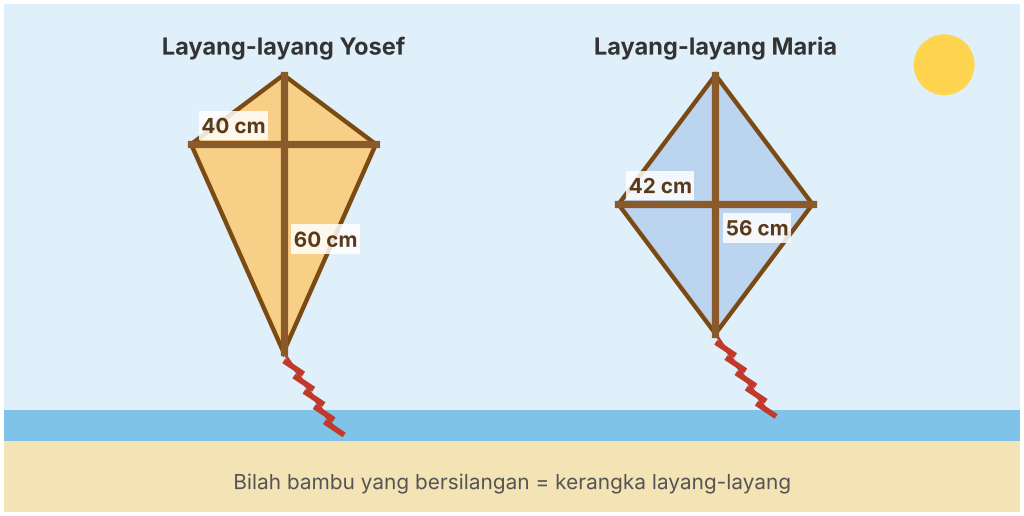 Layang-layang Yosef
Layang-layang Maria
40 cm
60 cm
42 cm
56 cm
Bilah bambu yang bersilangan = kerangka layang-layang